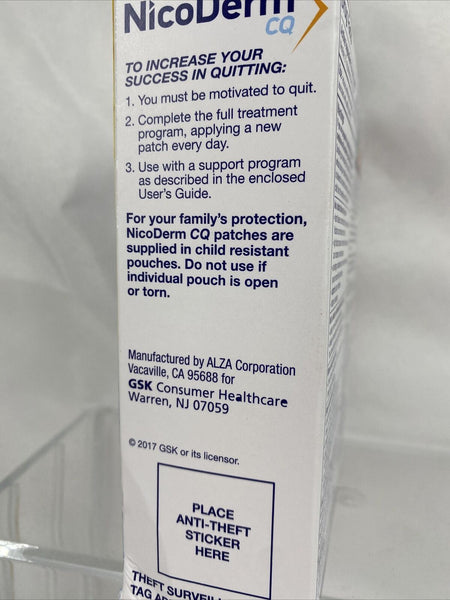 NicoDerm
CQ
TO INCREASE YOUR
SUCCESS IN QUITTING:
1. You must be motivated to quit.
2. Complete the full treatment
program, applying a new
patch every day.
3. Use with a support program
as described in the enclosed
User's Guide.
For your family's protection,
NicoDerm CQ patches are
supplied in child resistant
pouches. Do not use if
individual pouch is open
or torn.
Manufactured by ALZA Corporation
Vacaville, CA 95688 for
GSK Consumer Healthcare
Warren, NJ 07059
© 2017 GSK or its licensor.
PLACE
ANTI-THEFT
STICKER
HERE
THEFT
TAG